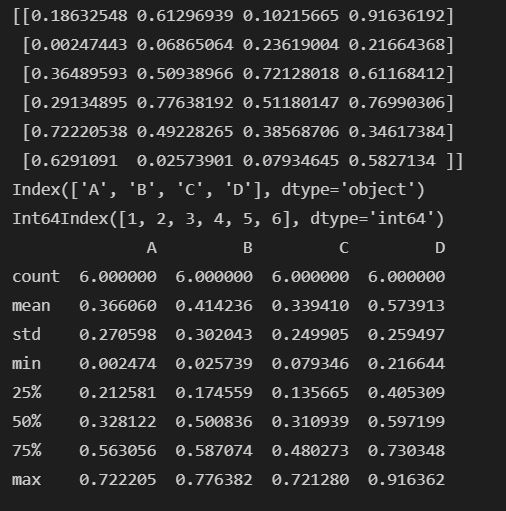 [[0.18632548 0.61296939 0.10215665 0.91636192]
 [0.00247443 0.06865064 0.23619004 0.21664368]
 [0.36489593 0.50938966 0.72128018 0.61168412]
 [0.29134895 0.77638192 0.51180147 0.76990306]
 [0.72220538 0.49228265 0.38568706 0.34617384]
 [0.6291091  0.02573901 0.07934645 0.5827134 ]]
Index(['A', 'B', 'C', 'D'], dtype='object')
Int64Index([1, 2, 3, 4, 5, 6], dtype='int64')
              A         B         C         D
count  6.000000  6.000000  6.000000  6.000000
mean   0.366060  0.414236  0.339410  0.573913
std    0.270598  0.302043  0.249905  0.259497
min    0.002474  0.025739  0.079346  0.216644
25%    0.212581  0.174559  0.135665  0.405309
50%    0.328122  0.500836  0.310939  0.597199
75%    0.563056  0.587074  0.480273  0.730348
max    0.722205  0.776382  0.721280  0.916362